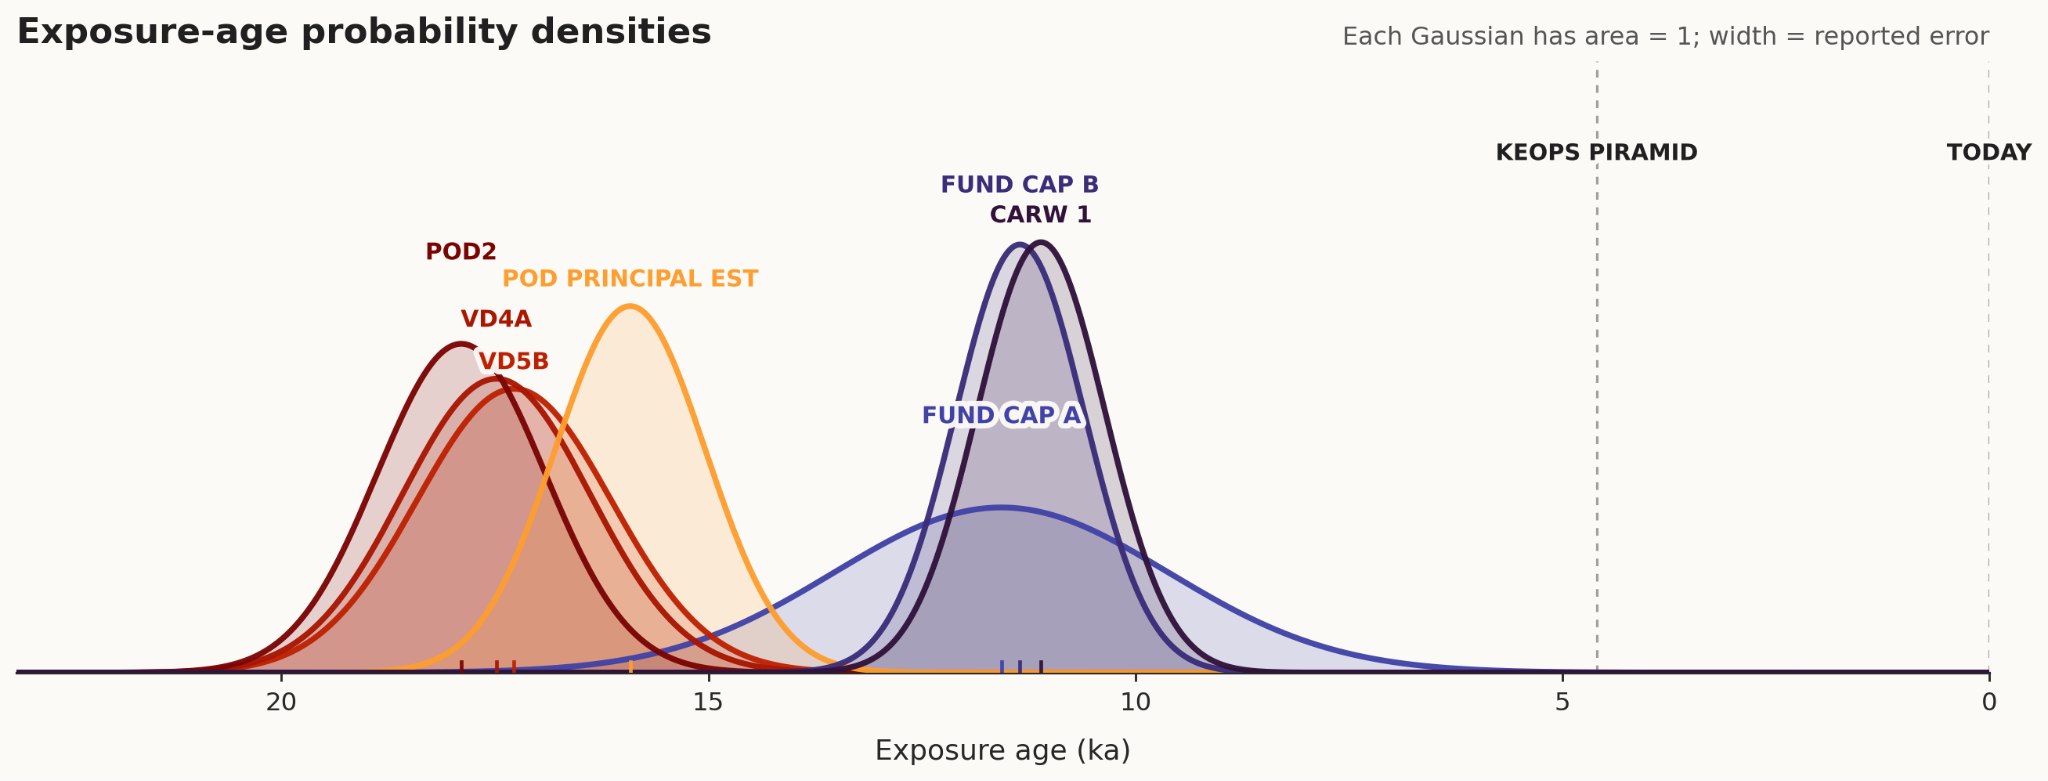 Exposure-age probability densities
Each Gaussian has area = 1; width = reported error
KEOPS PIRAMID
TODAY
FUND CAP B
CARW 1
POD2
POD PRINCIPAL EST
VD4A
VD5B
FUND CAP A
20
15
10
5
0
Exposure age (ka)